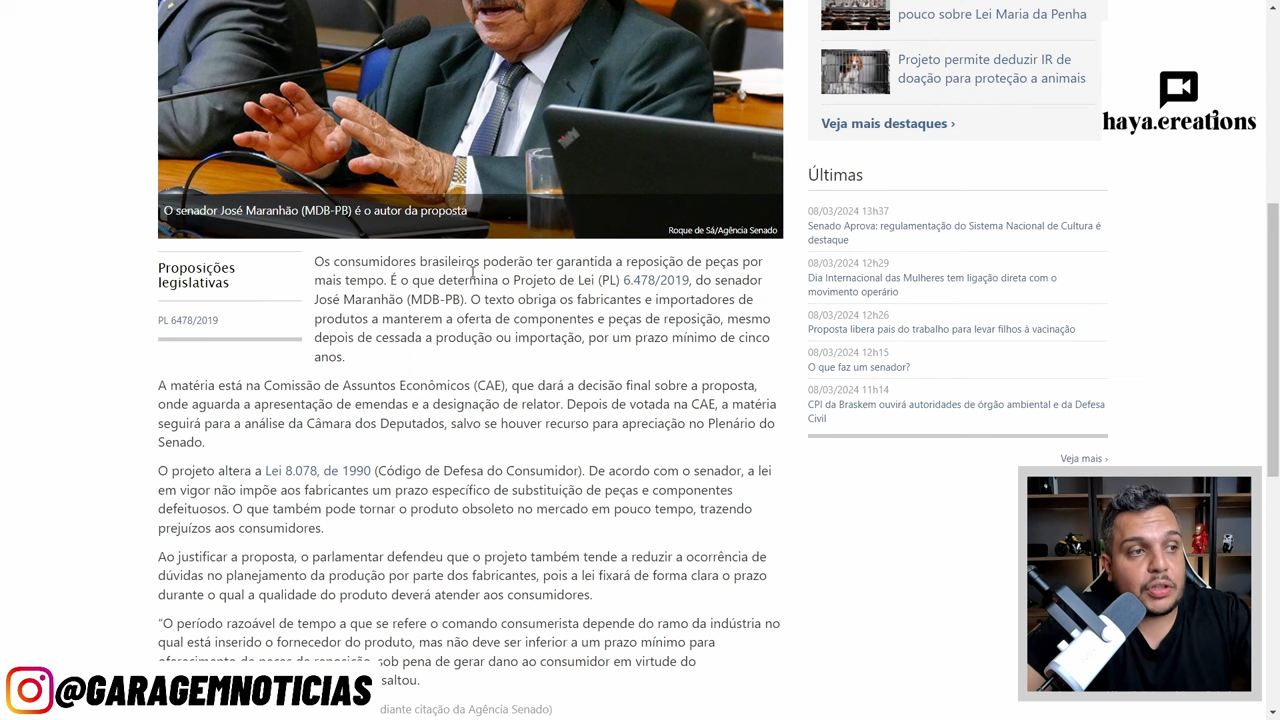 pouco sobre Lei Maria da Penha
Projeto permite deduzir IR de
doação para proteção a animais
Veja mais destaques ›
haya.creations
O senador José Maranhão (MDB-PB) é o autor da proposta
Roque de Sá/Agência Senado
Proposições
legislativas
PL 6478/2019
Os consumidores brasileiros poderão ter garantida a reposição de peças por
mais tempo. É o que determina o Projeto de Lei (PL) 6.478/2019, do senador
José Maranhão (MDB-PB). O texto obriga os fabricantes e importadores de
produtos a manterem a oferta de componentes e peças de reposição, mesmo
depois de cessada a produção ou importação, por um prazo mínimo de cinco
anos.
A matéria está na Comissão de Assuntos Econômicos (CAE), que dará a decisão final sobre a proposta,
onde aguarda a apresentação de emendas e a designação de relator. Depois de votada na CAE, a matéria
seguirá para a análise da Câmara dos Deputados, salvo se houver recurso para apreciação no Plenário do
Senado.
O projeto altera a Lei 8.078, de 1990 (Código de Defesa do Consumidor). De acordo com o senador, a lei
em vigor não impõe aos fabricantes um prazo específico de substituição de peças e componentes
defeituosos. O que também pode tornar o produto obsoleto no mercado em pouco tempo, trazendo
prejuízos aos consumidores.
Ao justificar a proposta, o parlamentar defendeu que o projeto também tende a reduzir a ocorrência de
dúvidas no planejamento da produção por parte dos fabricantes, pois a lei fixará de forma clara o prazo
durante o qual a qualidade do produto deverá atender aos consumidores.
“O período razoável de tempo a que se refere o comando consumerista depende do ramo da indústria no
qual está inserido o fornecedor do produto, mas não deve ser inferior a um prazo mínimo para
sob pena de gerar dano ao consumidor em virtude do
saltou.
diante citação da Agência Senado)
Últimas
08/03/2024 13h37
Senado Aprova: regulamentação do Sistema Nacional de Cultura é
destaque
08/03/2024 12h29
Dia Internacional das Mulheres tem ligação direta com o
movimento operário
08/03/2024 12h26
Proposta libera pais do trabalho para levar filhos à vacinação
08/03/2024 12h15
O que faz um senador?
08/03/2024 11h14
CPI da Braskem ouvirá autoridades de órgão ambiental e da Defesa
Civil
Veja mais ›
@GARAGEMNOTICIAS